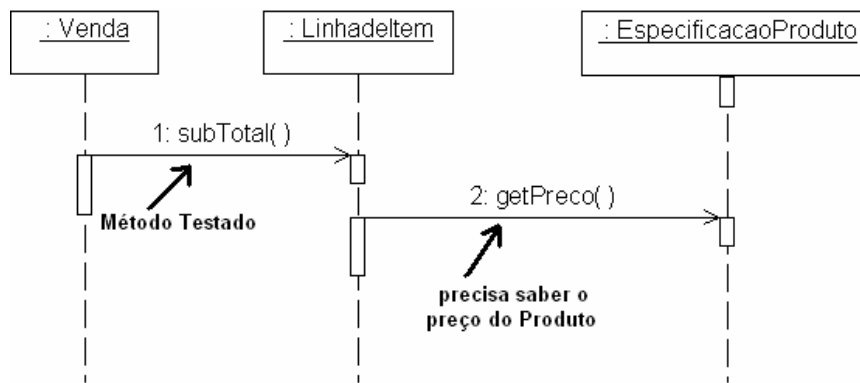 : Venda
: LinhadeItem
: EspecificacaoProduto
1: subTotal( )
Método Testado
2: getPreco( )
precisa saber o
preço do Produto